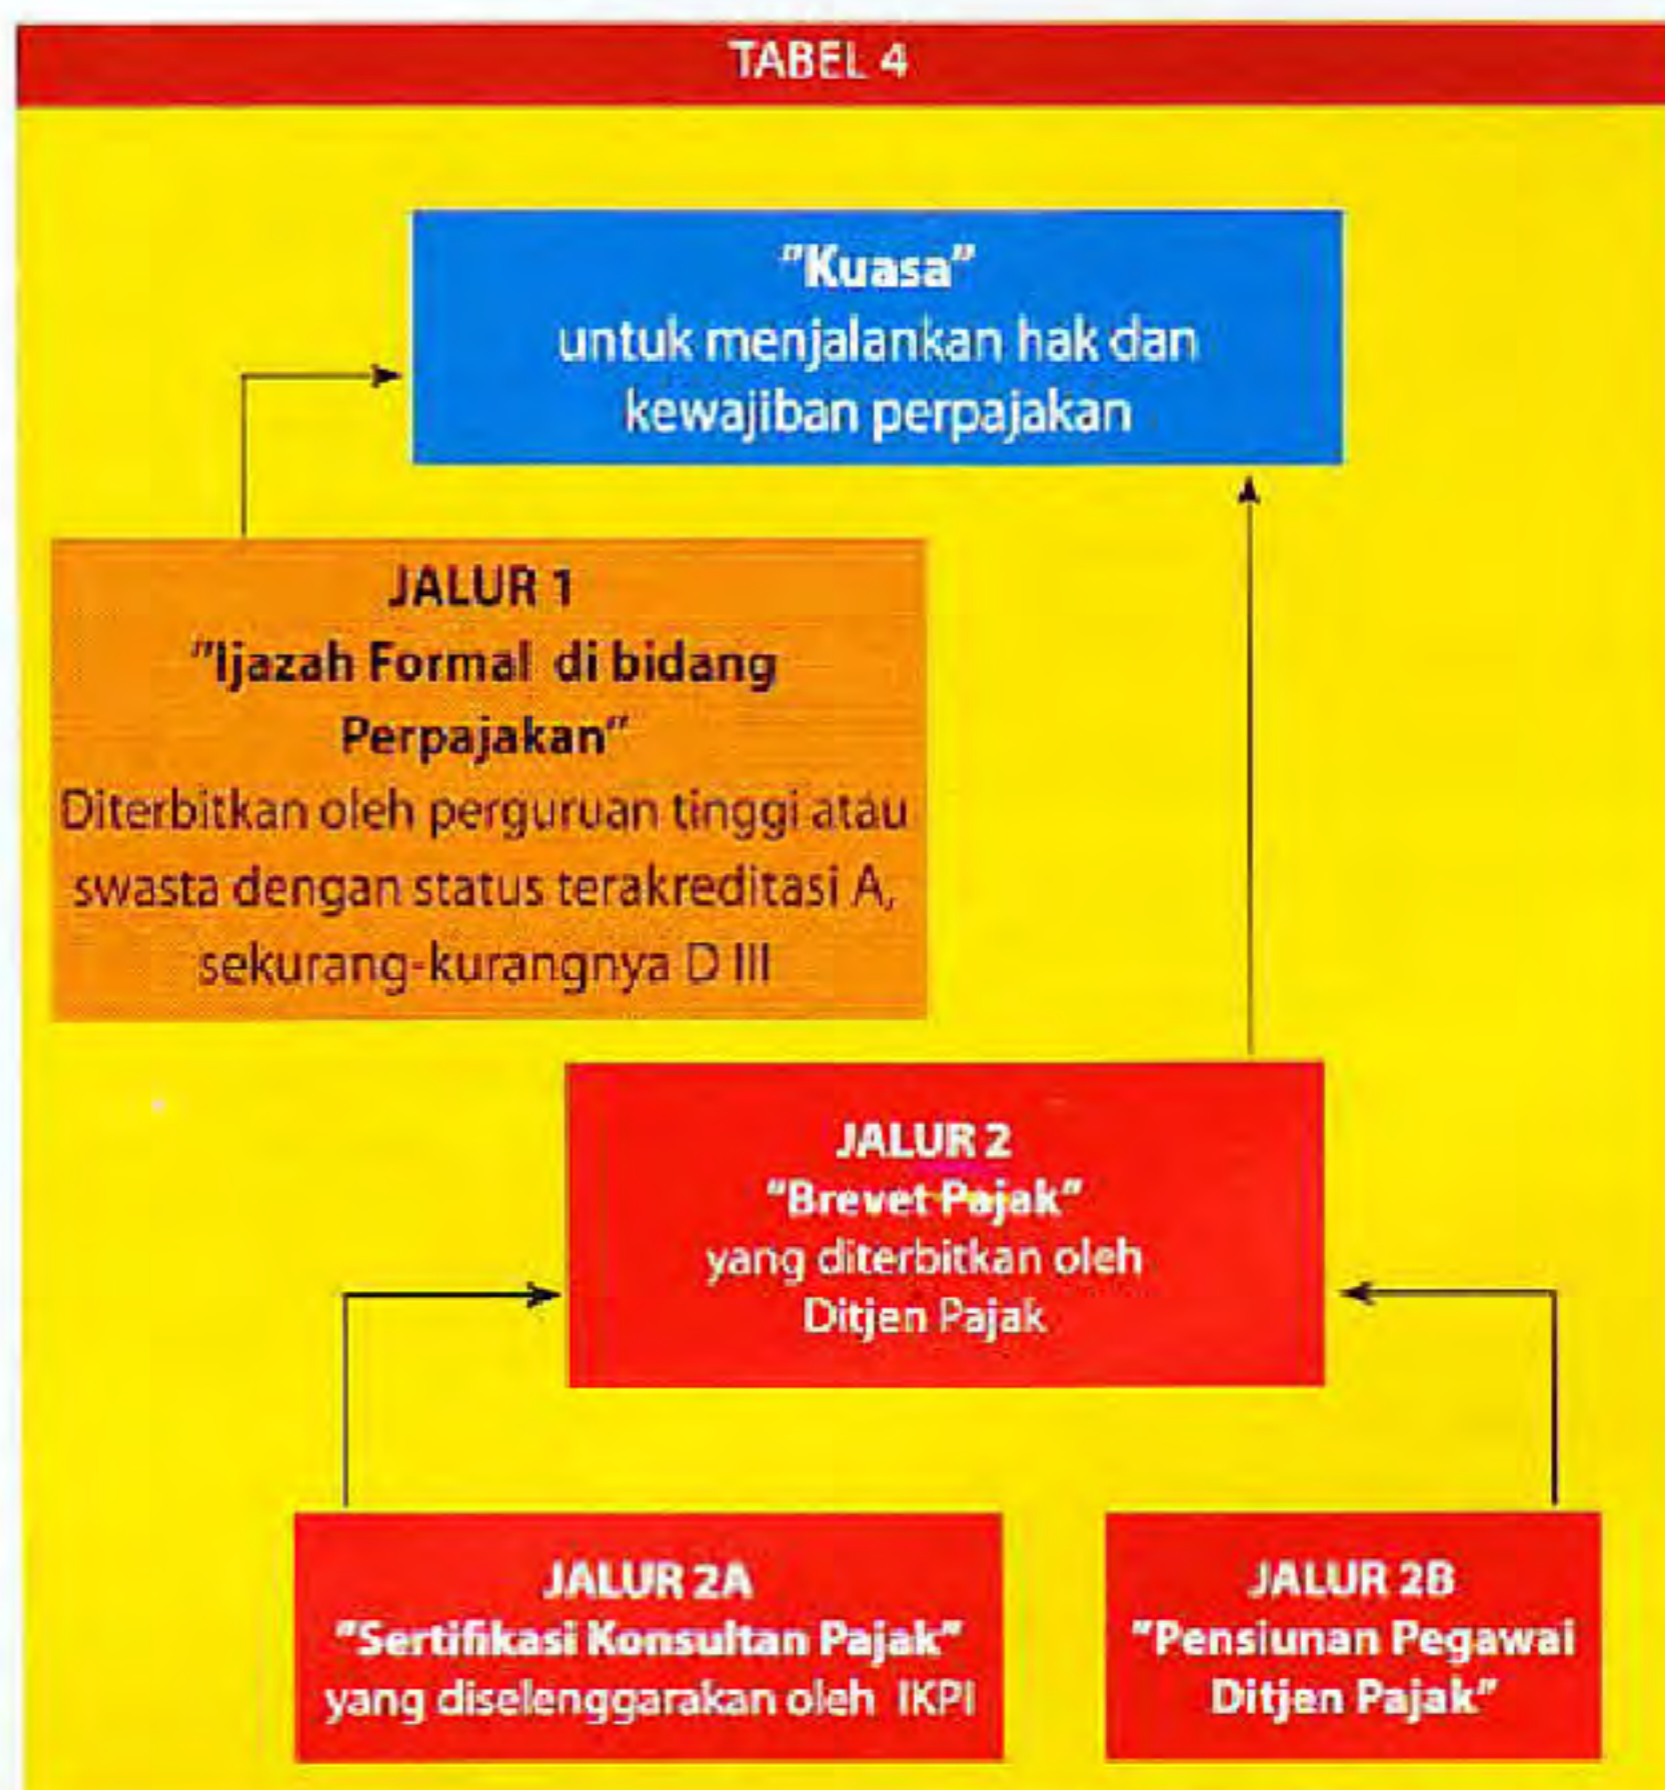 TABEL 4
"Kuasa"
untuk menjalankan hak dan
kewajiban perpajakan
JALUR 1
"Ijazah Formal di bidang
Perpajakan"
Diterbitkan oleh perguruan tinggi atau
swasta dengan status terakreditasi A,
sekurang-kurangnya D III
JALUR 2
"Brevet Pajak"
yang diterbitkan oleh
Ditjen Pajak
JALUR 2A
"Sertifikasi Konsultan Pajak"
yang diselenggarakan oleh IKPI
JALUR 2B
"Pensiunan Pegawai
Ditjen Pajak"